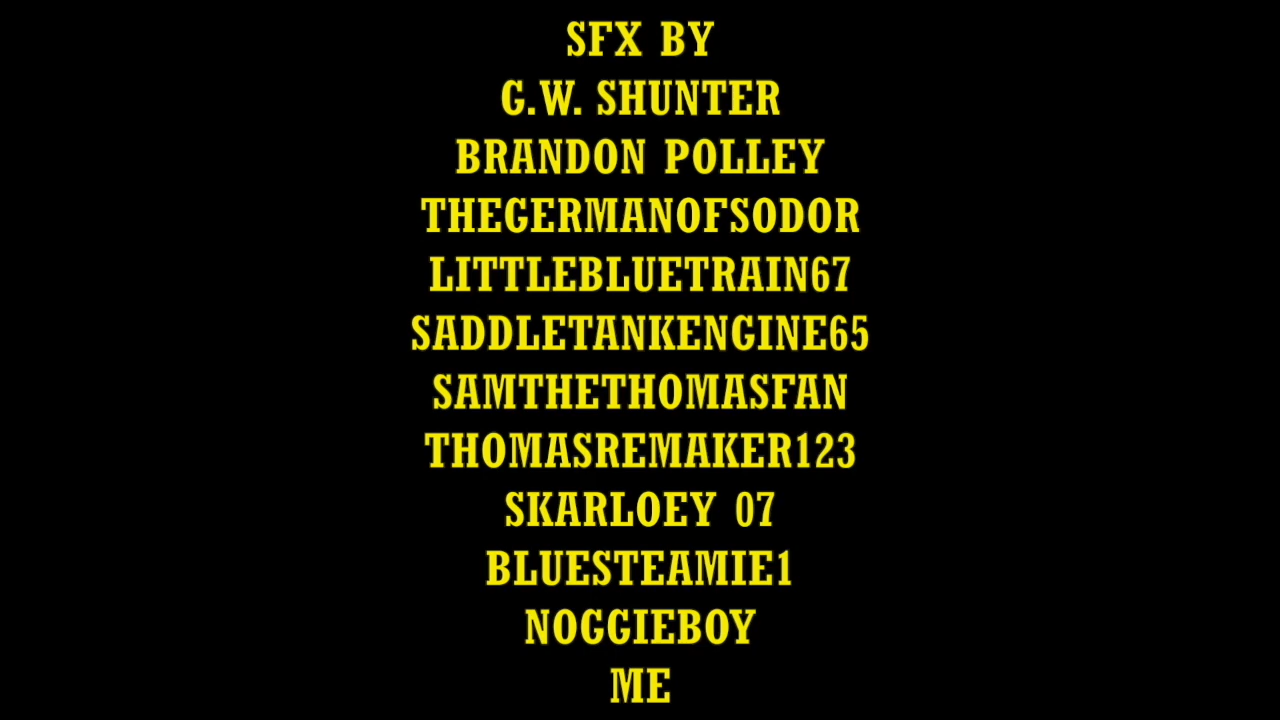 SFX BY
G.W. SHUNTER
BRANDON POLLEY
THEGERMANOFSODOR
LITTLEBLUETRAIN67
SADDLETANKENGINE65
SAMTHETHOMASFAN
THOMASREMAKER123
SKARLOEY 07
BLUESTEAMIE1
NOGGIEBOY
ME